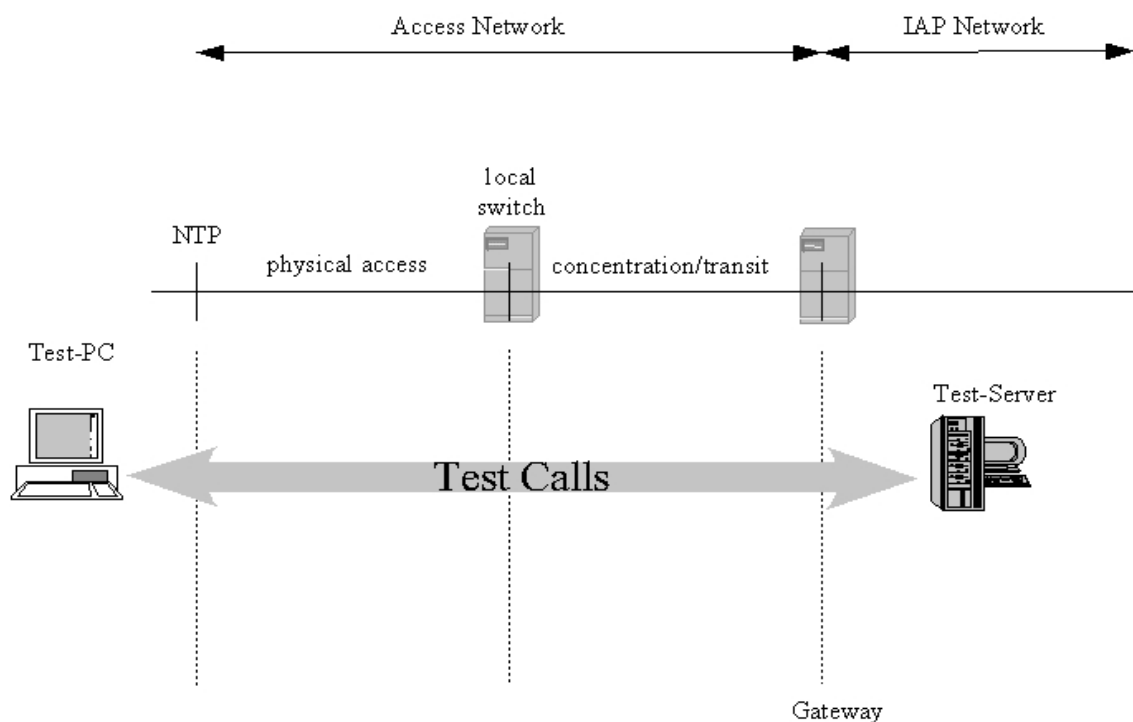 Access Network
IAP Network
local
switch
NTP
physical access
concentration/transit
Test-PC
Test-Server
Test Calls
Gateway